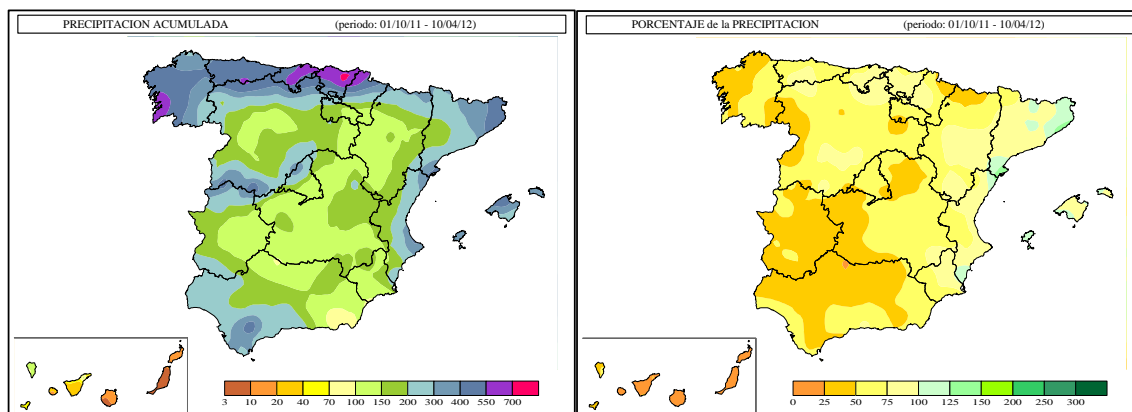 PRECIPITACION ACUMULADA (periodo: 01/10/11 - 10/04/12)
3 10 20 40 70 100 150 200 300 400 550 700
PORCENTAJE de la PRECIPITACION (periodo: 01/10/11 - 10/04/12)
0 25 50 75 100 125 150 200 250 300